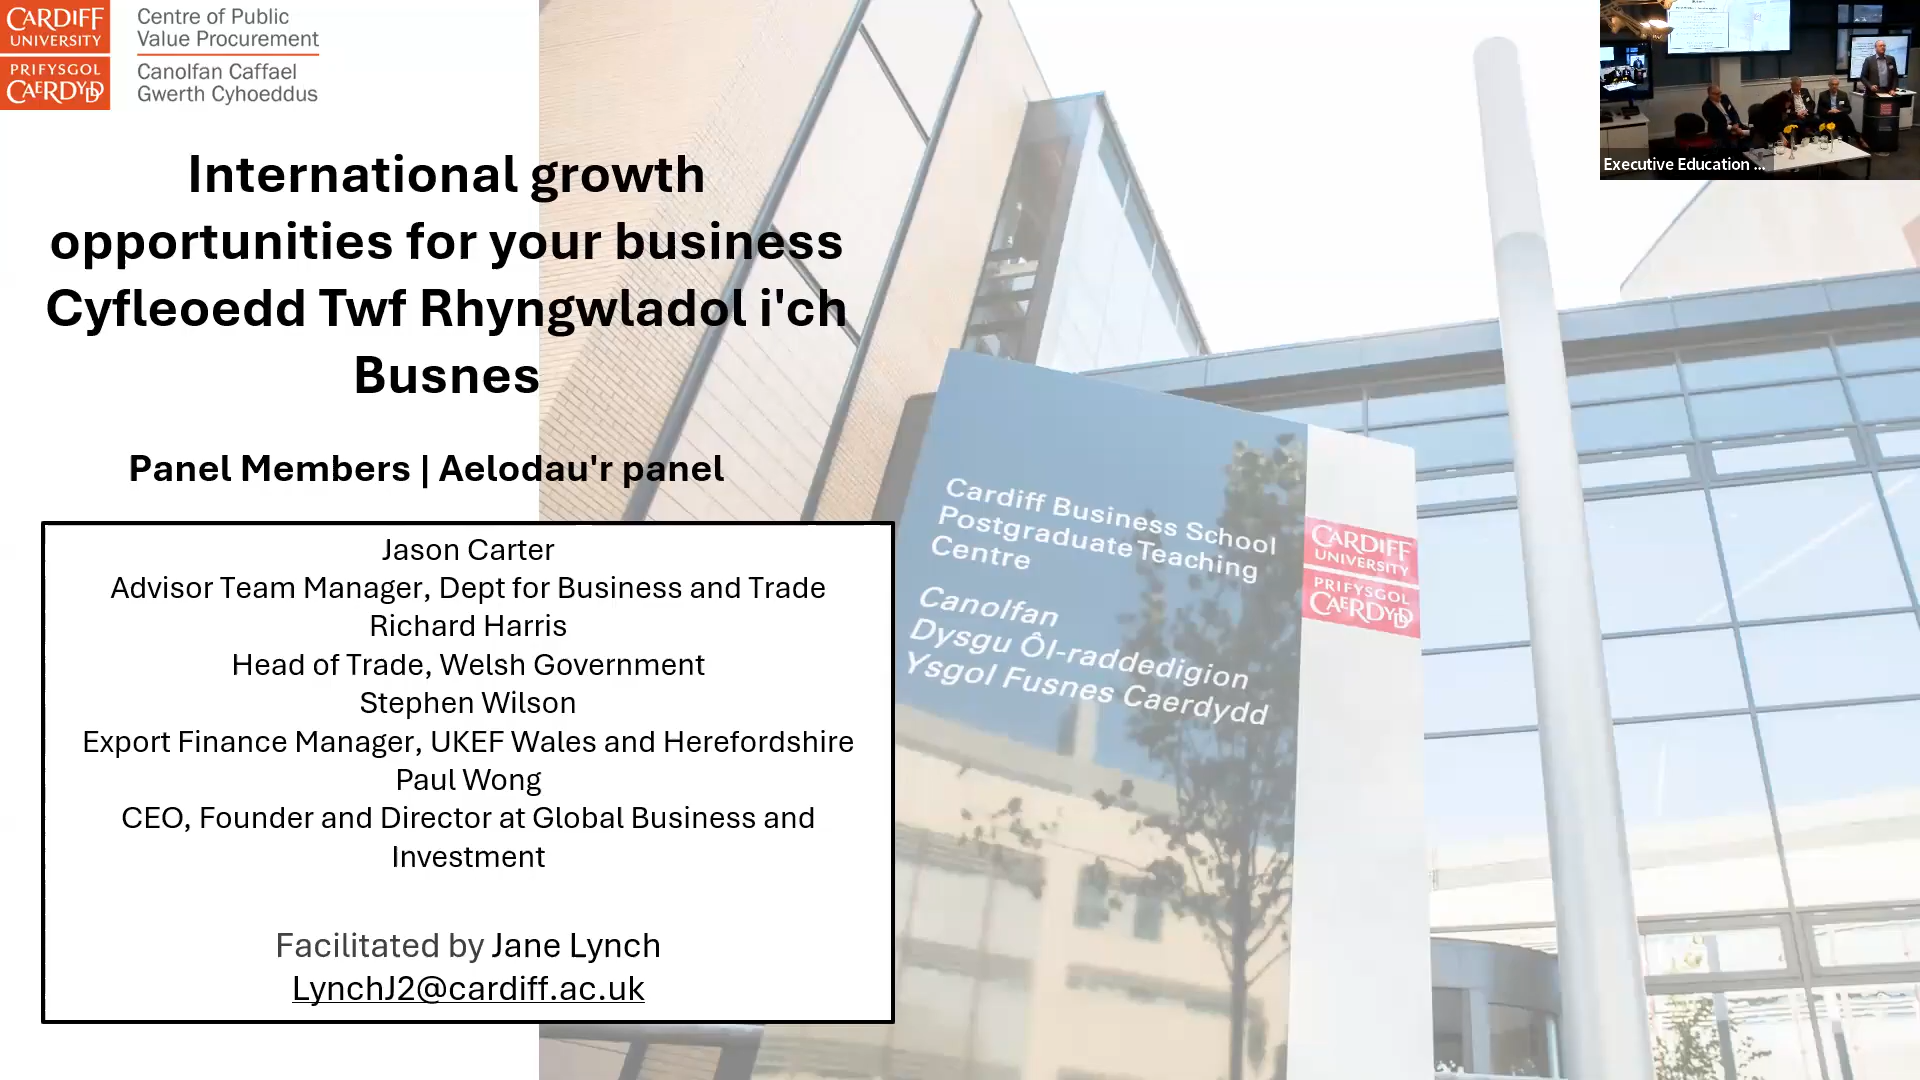 CARDIFF
UNIVERSITY
PRIFYSGOL
CAERDYDD
Centre of Public
Value Procurement
Canolfan Caffael
Gwerth Cyhoeddus
International growth
opportunities for your business
Cyfleoedd Twf Rhyngwladol i'ch
Busnes
Panel Members | Aelodau'r panel
Jason Carter
Advisor Team Manager, Dept for Business and Trade
Richard Harris
Head of Trade, Welsh Government
Stephen Wilson
Export Finance Manager, UKEF Wales and Herefordshire
Paul Wong
CEO, Founder and Director at Global Business and
Investment
Facilitated by Jane Lynch
LynchJ2@cardiff.ac.uk
Cardiff Business School
Postgraduate Teaching
Centre
Canolfan
Dysgu Ôl-raddedigion
Ysgol Fusnes Caerdydd
CARDIFF
UNIVERSITY
PRIFYSGOL
CAERDYDD
Executive Education ...